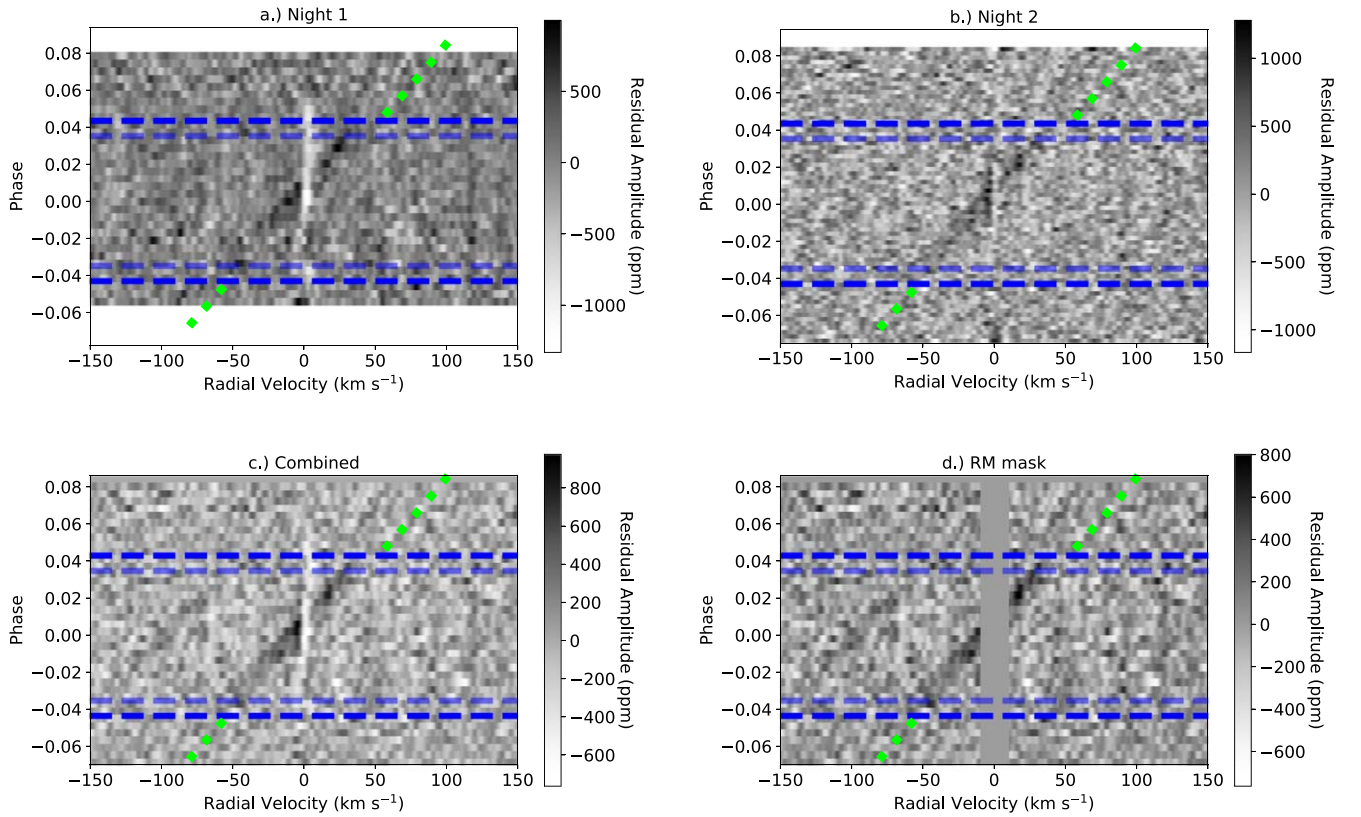 a.) Night 1
0.08
0.06
0.04
0.02
0.00
−0.02
−0.04
−0.06
Phase
−150 −100 −50 0 50 100 150
Radial Velocity (km s⁻¹)
500
0
−500
−1000
Residual Amplitude (ppm)
b.) Night 2
0.08
0.06
0.04
0.02
0.00
−0.02
−0.04
−0.06
Phase
−150 −100 −50 0 50 100 150
Radial Velocity (km s⁻¹)
1000
500
0
−500
−1000
Residual Amplitude (ppm)
c.) Combined
0.08
0.06
0.04
0.02
0.00
−0.02
−0.04
−0.06
Phase
−150 −100 −50 0 50 100 150
Radial Velocity (km s⁻¹)
800
600
400
200
0
−200
−400
−600
Residual Amplitude (ppm)
d.) RM mask
0.08
0.06
0.04
0.02
0.00
−0.02
−0.04
−0.06
Phase
−150 −100 −50 0 50 100 150
Radial Velocity (km s⁻¹)
800
600
400
200
0
−200
−400
−600
Residual Amplitude (ppm)